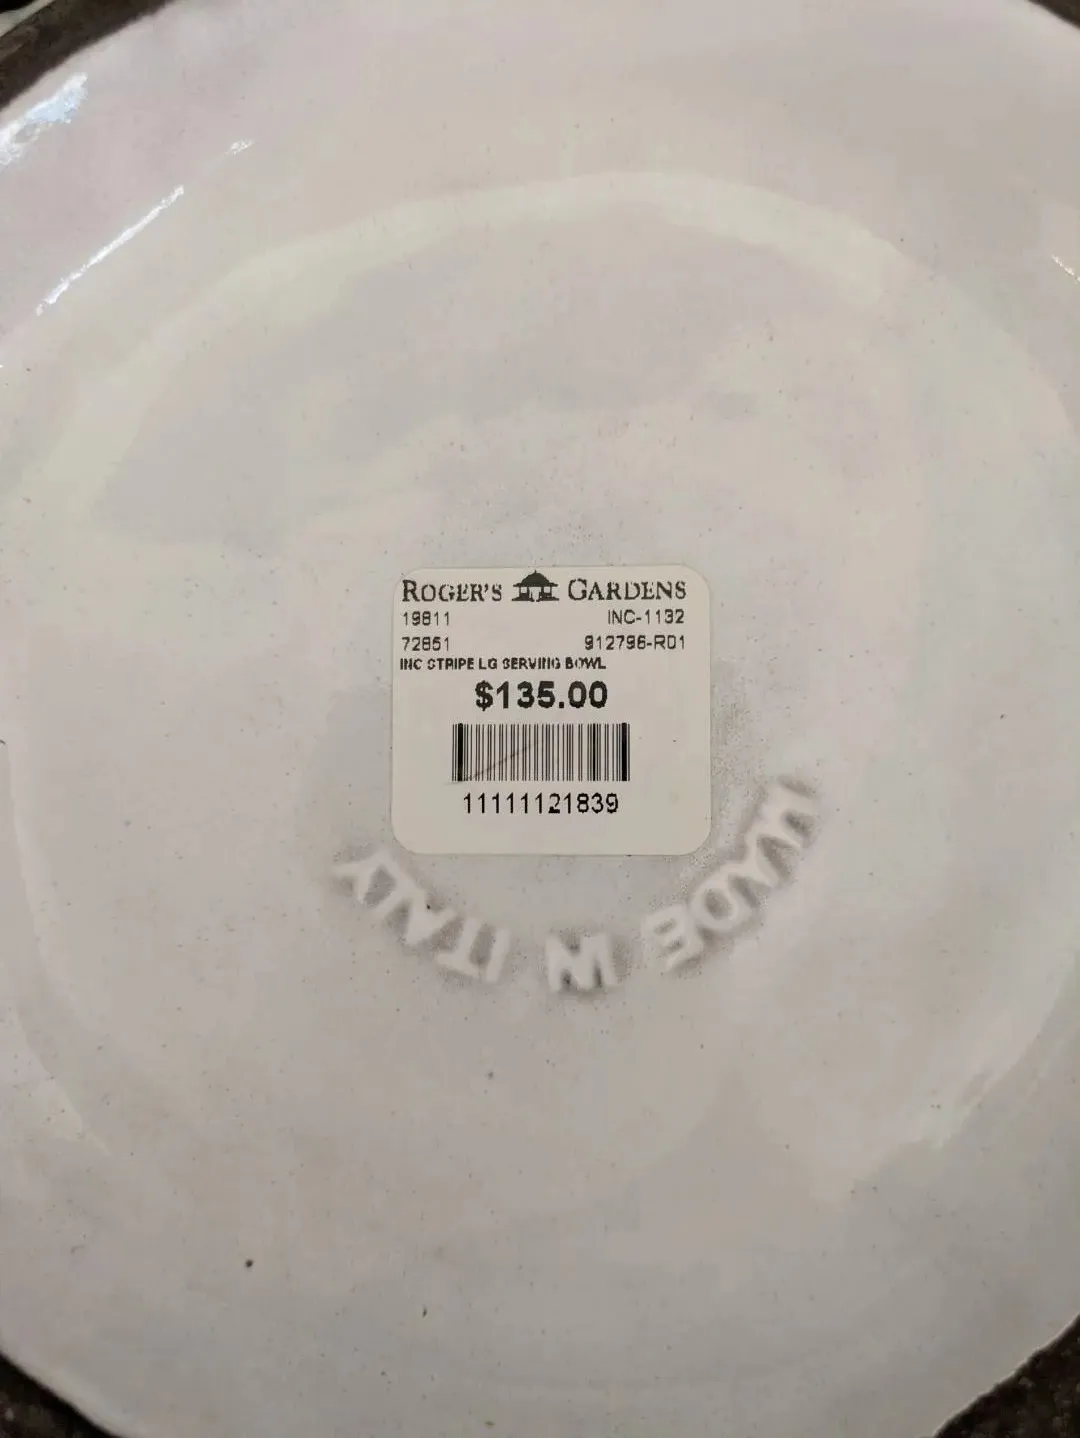 ROGER'S GARDENS
19811 INC-1132
72851 912796-R01
INC STRIPE LG SERVING BOWL
$135.00
11111121839
MADE IN ITALY